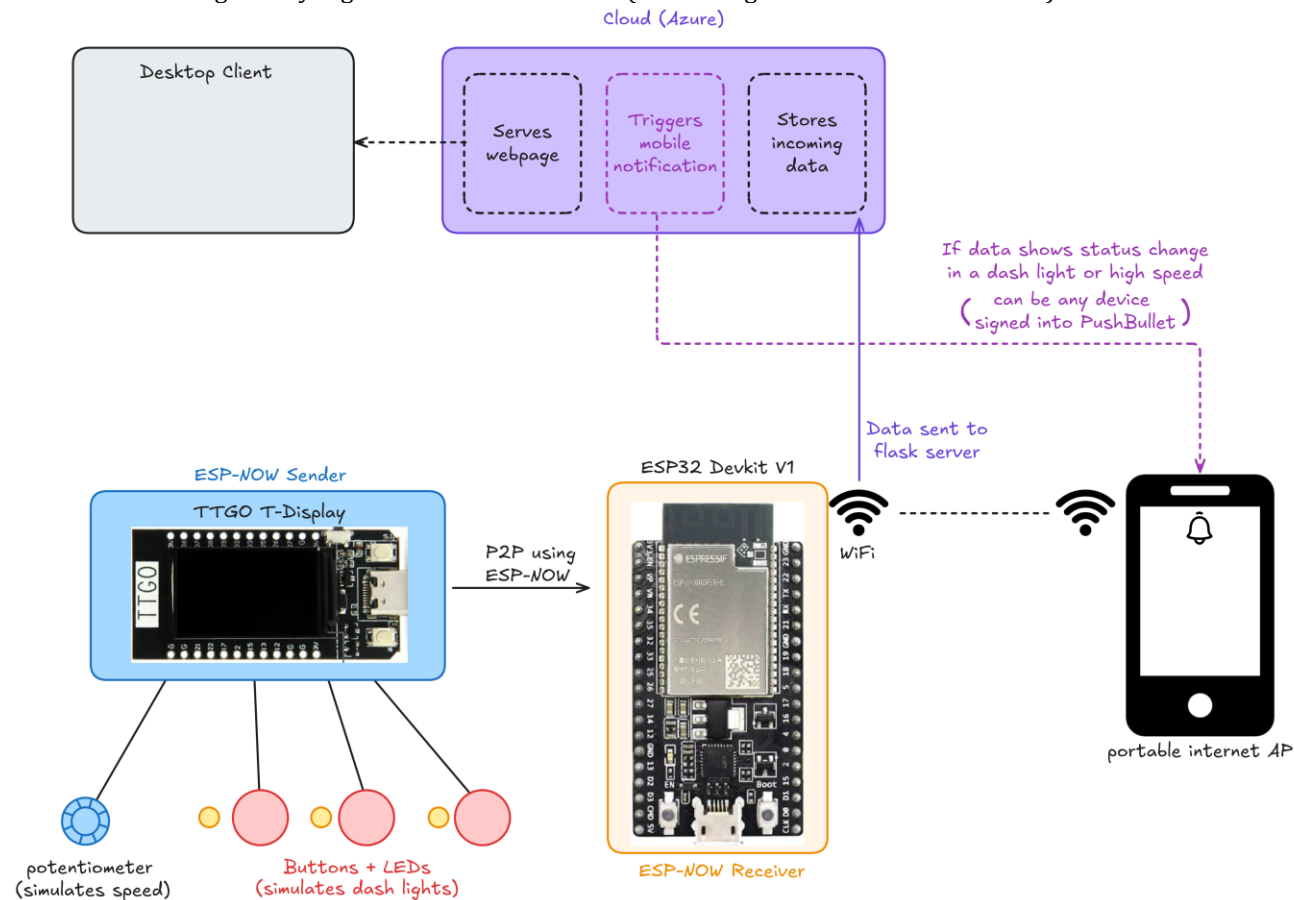 Cloud (Azure)
Desktop Client
Serves
webpage
Triggers
mobile
notification
Stores
incoming
data
If data shows status change
in a dash light or high speed
( can be any device
signed into PushBullet )
Data sent to
flask server
ESP-NOW Sender
TTGO T-Display
TTGO
P2P using
ESP-NOW
ESP32 Devkit V1
ESPRESSIF
CE
EN
Boot
WiFi
portable internet AP
potentiometer
(simulates speed)
Buttons + LEDs
(simulates dash lights)
ESP-NOW Receiver